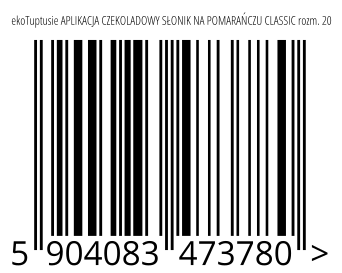 ekoTuptusie APLIKACJA CZEKOLADOWY SŁONIK NA POMARAŃCZU CLASSIC rozm. 20
5 904083 473780 >